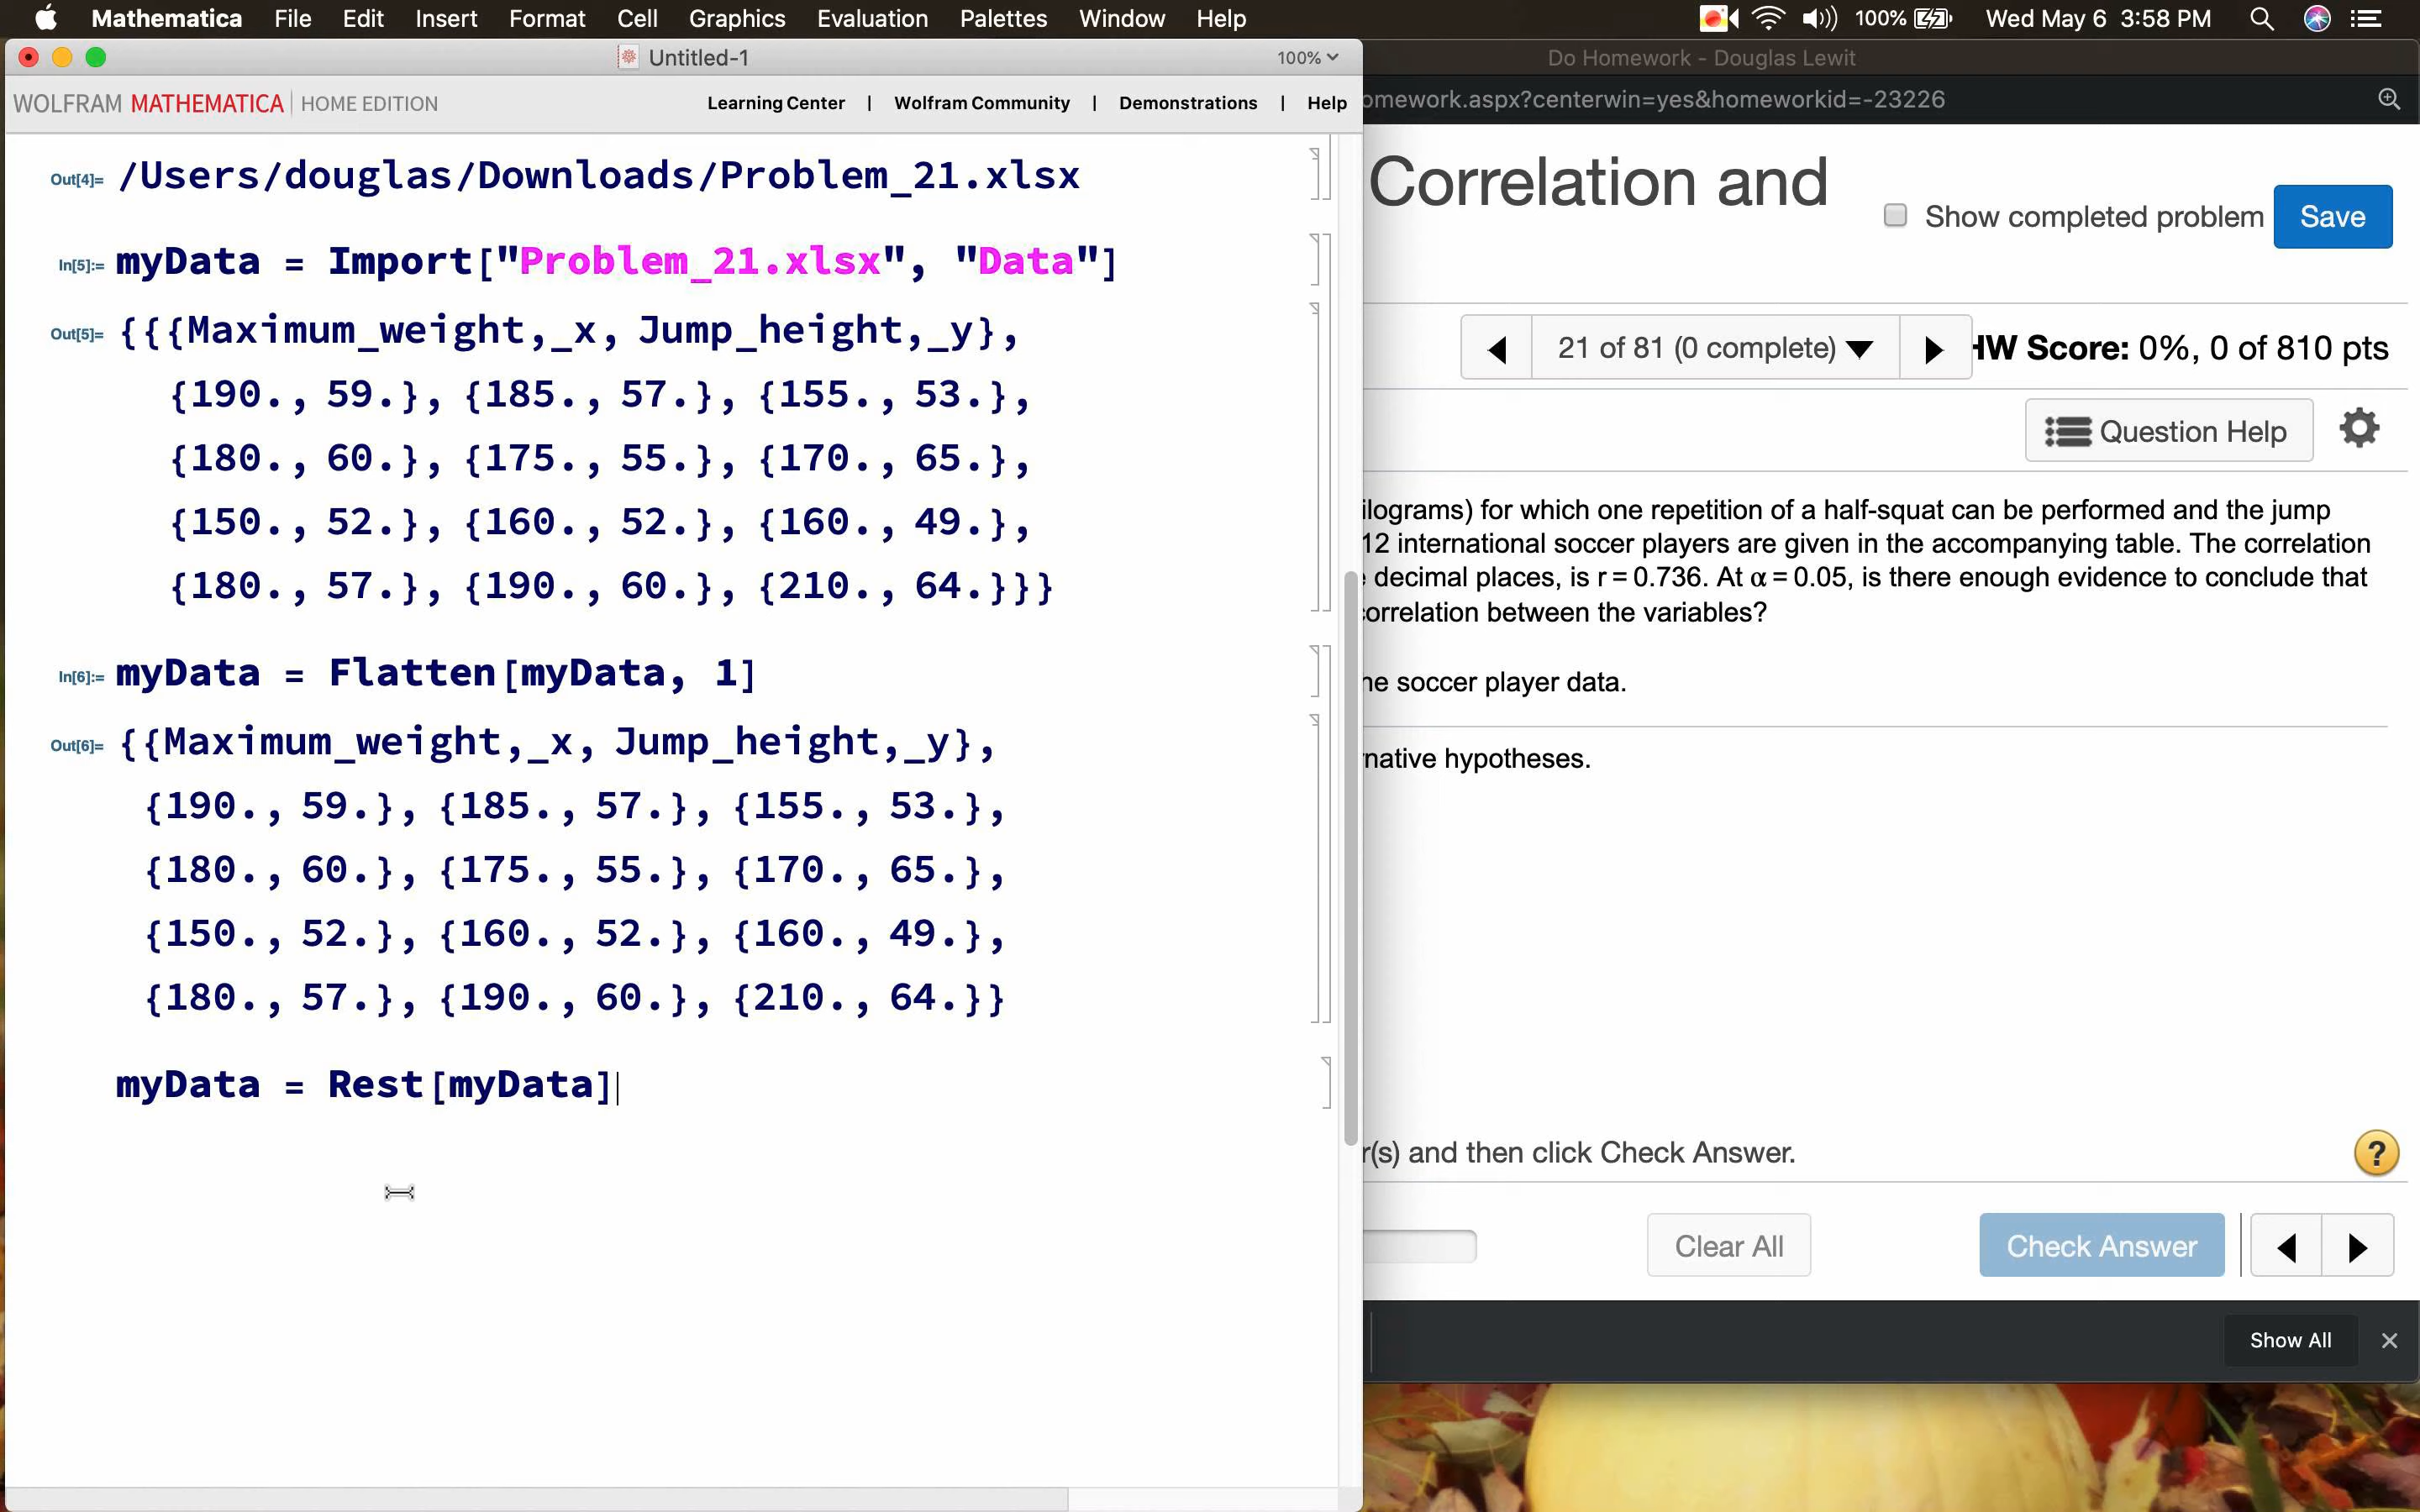 Mathematica File Edit Insert Format Cell Graphics Evaluation Palettes Window Help 100% Wed May 6 3:58 PM
Untitled-1 100%
WOLFRAM MATHEMATICA | HOME EDITION Learning Center | Wolfram Community | Demonstrations | Help
Out[4]= /Users/douglas/Downloads/Problem_21.xlsx
In[5]:= myData = Import["Problem_21.xlsx", "Data"]
Out[5]= {{{Maximum_weight,_x, Jump_height,_y},
{190., 59.}, {185., 57.}, {155., 53.},
{180., 60.}, {175., 55.}, {170., 65.},
{150., 52.}, {160., 52.}, {160., 49.},
{180., 57.}, {190., 60.}, {210., 64.}}}
In[6]:= myData = Flatten[myData, 1]
Out[6]= {{Maximum_weight,_x, Jump_height,_y},
{190., 59.}, {185., 57.}, {155., 53.},
{180., 60.}, {175., 55.}, {170., 65.},
{150., 52.}, {160., 52.}, {160., 49.},
{180., 57.}, {190., 60.}, {210., 64.}}
myData = Rest[myData]
Do Homework - Douglas Lewit
omework.aspx?centerwin=yes&homeworkid=-23226
Correlation and
Show completed problem Save
21 of 81 (0 complete) HW Score: 0%, 0 of 810 pts
Question Help
ilograms) for which one repetition of a half-squat can be performed and the jump
12 international soccer players are given in the accompanying table. The correlation
decimal places, is r = 0.736. At α = 0.05, is there enough evidence to conclude that
orrelation between the variables?
he soccer player data.
native hypotheses.
r(s) and then click Check Answer.
?
Clear All Check Answer
Show All